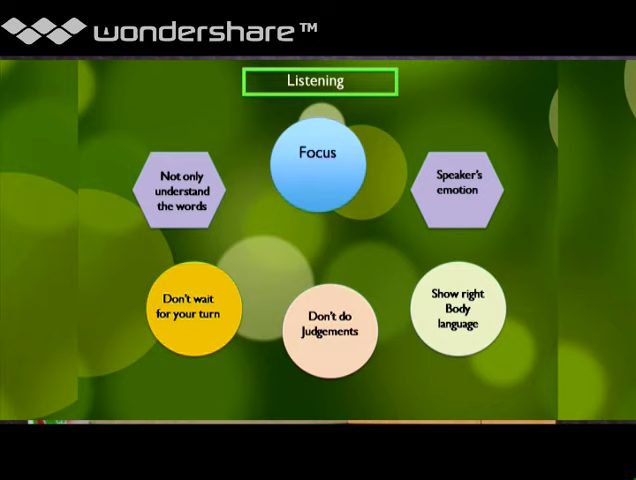 wondershare™
Listening
Focus
Not only
understand
the words
Speaker's
emotion
Don't wait
for your turn
Don't do
Judgements
Show right
Body
language